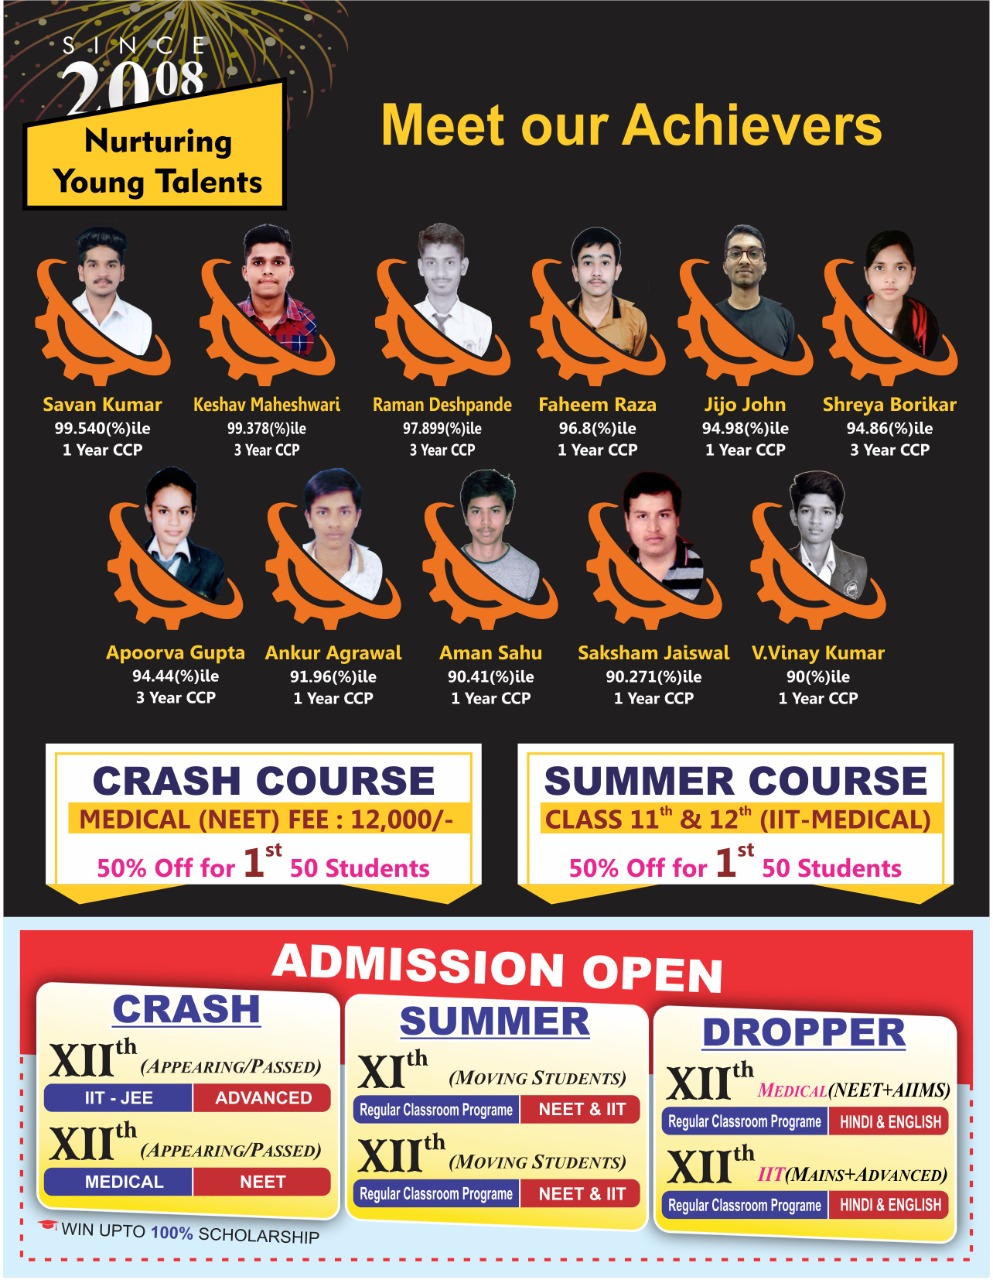 SINCE
2008
Nurturing
Young Talents
Meet our Achievers
Savan Kumar
99.540(%)ile
1 Year CCP
Keshav Maheshwari
99.378(%)ile
3 Year CCP
Raman Deshpande
97.899(%)ile
3 Year CCP
Faheem Raza
96.8(%)ile
1 Year CCP
Jijo John
94.98(%)ile
1 Year CCP
Shreya Borikar
94.86(%)ile
3 Year CCP
Apoorva Gupta
94.44(%)ile
3 Year CCP
Ankur Agrawal
91.96(%)ile
1 Year CCP
Aman Sahu
90.41(%)ile
1 Year CCP
Saksham Jaiswal
90.271(%)ile
1 Year CCP
V.Vinay Kumar
90(%)ile
1 Year CCP
CRASH COURSE
MEDICAL (NEET) FEE : 12,000/-
50% Off for 1st 50 Students
SUMMER COURSE
CLASS 11th & 12th (IIT-MEDICAL)
50% Off for 1st 50 Students
ADMISSION OPEN
CRASH
XIIth (APPEARING/PASSED)
IIT - JEE ADVANCED
XIIth (APPEARING/PASSED)
MEDICAL NEET
SUMMER
XIth (MOVING STUDENTS)
Regular Classroom Programe NEET & IIT
XIIth (MOVING STUDENTS)
Regular Classroom Programe NEET & IIT
DROPPER
XIIth MEDICAL(NEET+AIIMS)
Regular Classroom Programe HINDI & ENGLISH
XIIth IIT(MAINS+ADVANCED)
Regular Classroom Programe HINDI & ENGLISH
WIN UPTO 100% SCHOLARSHIP